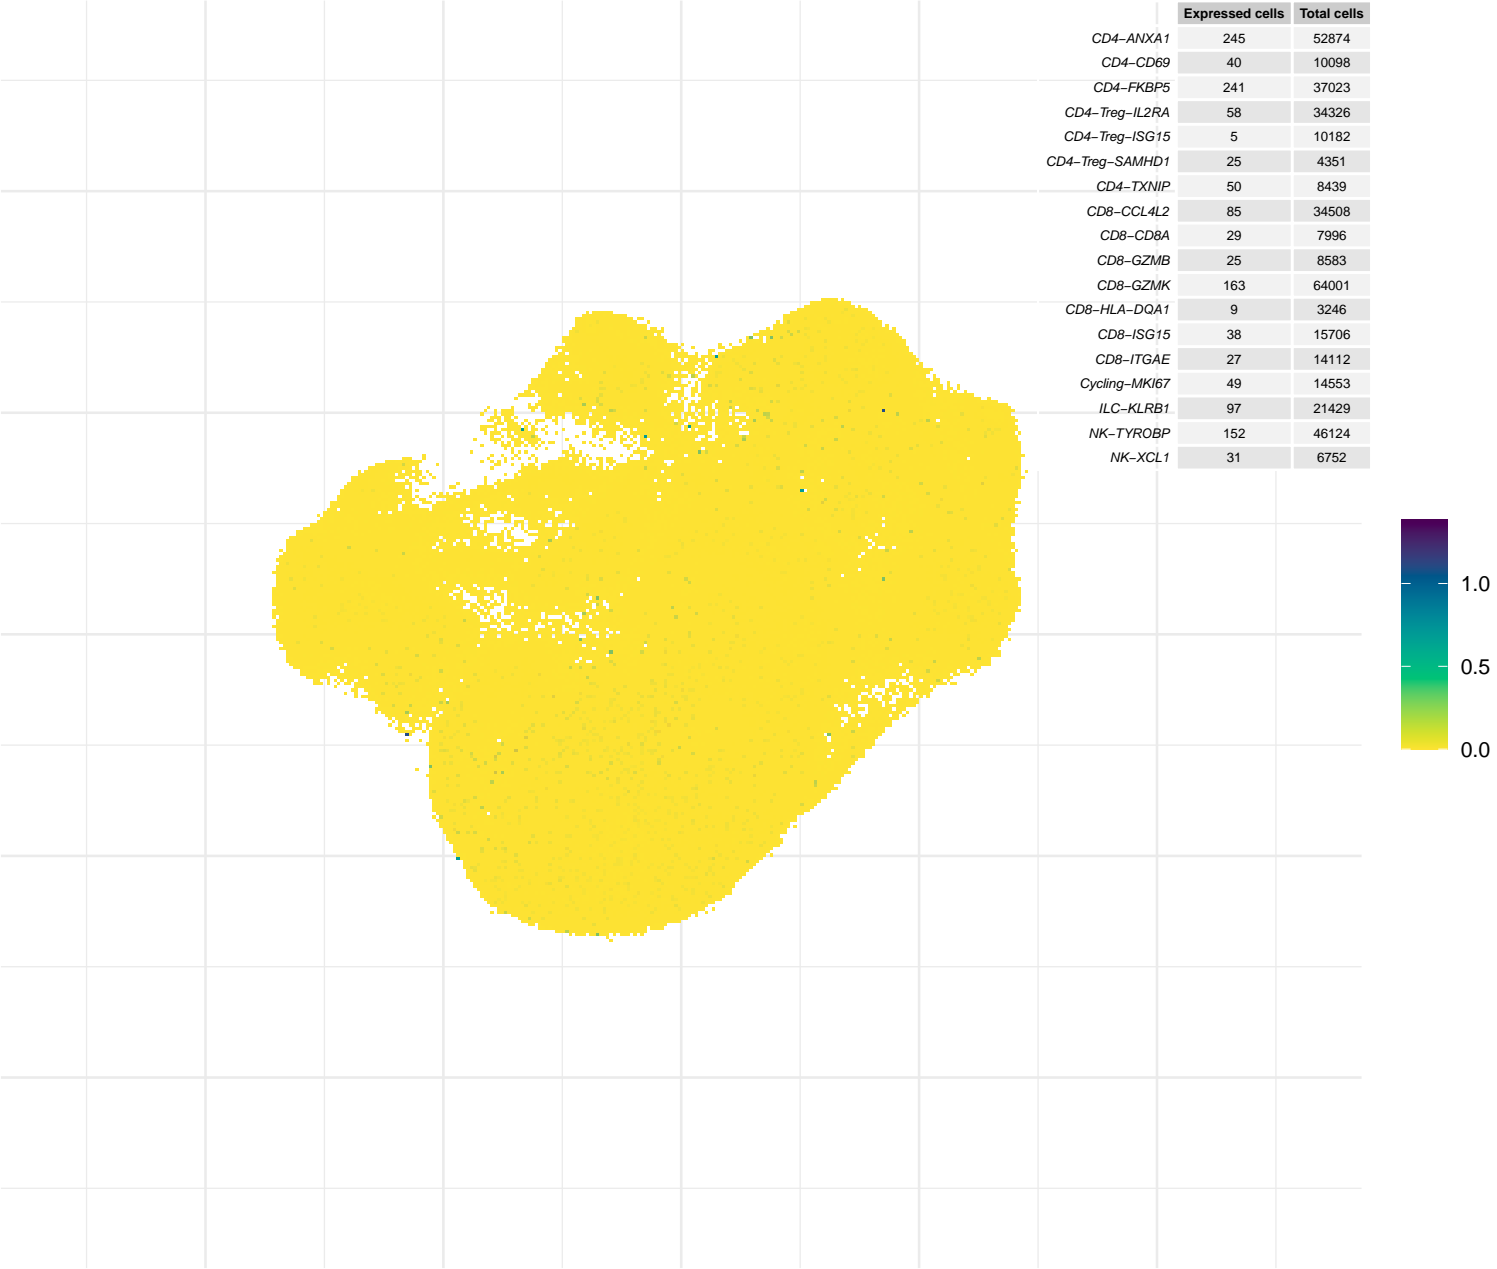 Expressed cells Total cells
CD4−ANXA1 245 52874
CD4−CD69 40 10098
CD4−FKBP5 241 37023
CD4−Treg−IL2RA 58 34326
CD4−Treg−ISG15 5 10182
CD4−Treg−SAMHD1 25 4351
CD4−TXNIP 50 8439
CD8−CCL4L2 85 34508
CD8−CD8A 29 7996
CD8−GZMB 25 8583
CD8−GZMK 163 64001
CD8−HLA−DQA1 9 3246
CD8−ISG15 38 15706
CD8−ITGAE 27 14112
Cycling−MKI67 49 14553
ILC−KLRB1 97 21429
NK−TYROBP 152 46124
NK−XCL1 31 6752
1.0
0.5
0.0